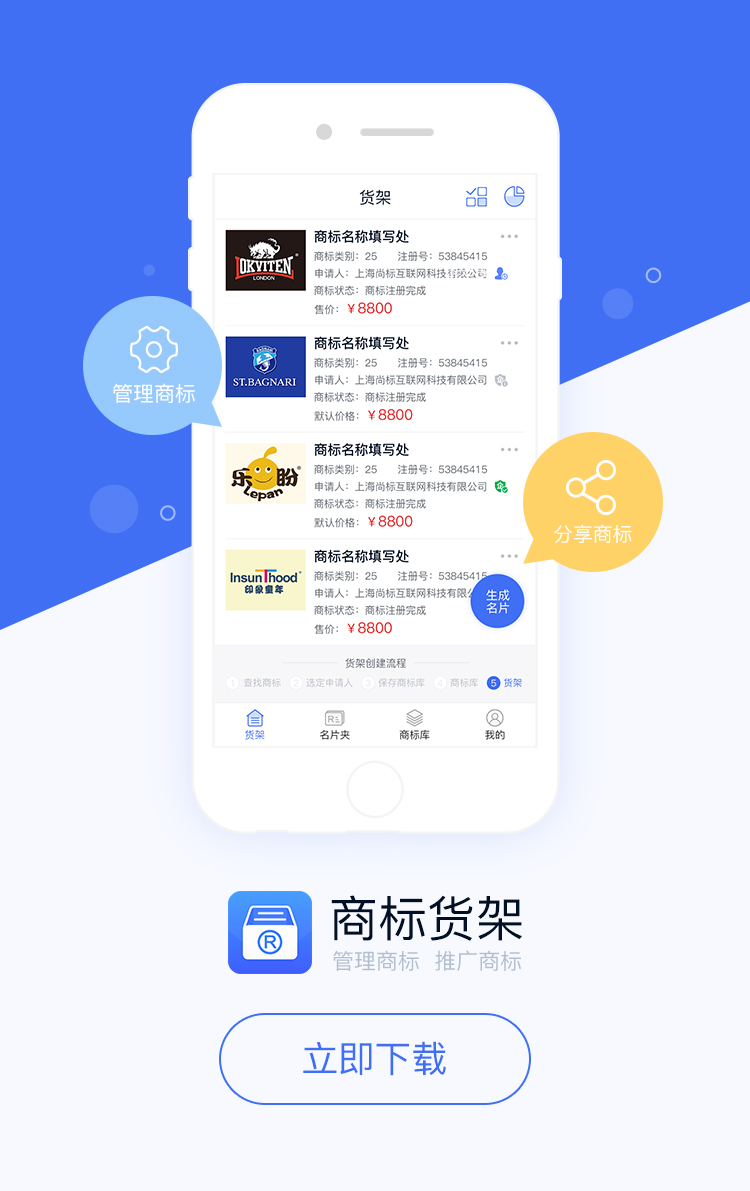 货架
OKVITEN
LONDON
商标名称填写处
商标类别：25 注册号：53845415
申请人：上海尚标互联网科技有限公司
商标状态：商标注册完成
售价：￥8800
管理商标
BAGNARI
ST.BAGNARI
商标名称填写处
商标类别：25 注册号：53845415
申请人：上海尚标互联网科技有限公司
商标状态：商标注册完成
默认价格：￥8800
乐盼
Lepan
商标名称填写处
商标类别：25 注册号：53845415
申请人：上海尚标互联网科技有限公司
商标状态：商标注册完成
默认价格：￥8800
分享商标
InsunThood
印象童年
商标名称填写处
商标类别：25 注册号：53845415
申请人：上海尚标互联网科技有限公
商标状态：商标注册完成
售价：￥8800
生成
名片
货架创建流程
1 查找商标 2 选定申请人 3 保存商标库 4 商标库 5 货架
货架 名片夹 商标库 我的
商标货架
管理商标 推广商标
立即下载